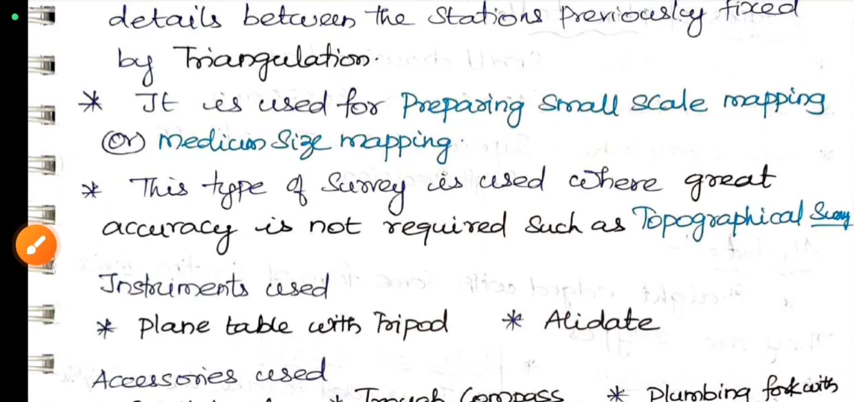 details between the Stations Previously fixed
by Triangulation.
* It is used for Preparing Small Scale mapping
(or) medium Size mapping.
* This type of Survey is used where great
accuracy is not required Such as Topographical Survey
Instruments used
* Plane table with Tripod * Alidate
Accessories used
* Trough Compass * Plumbing fork with